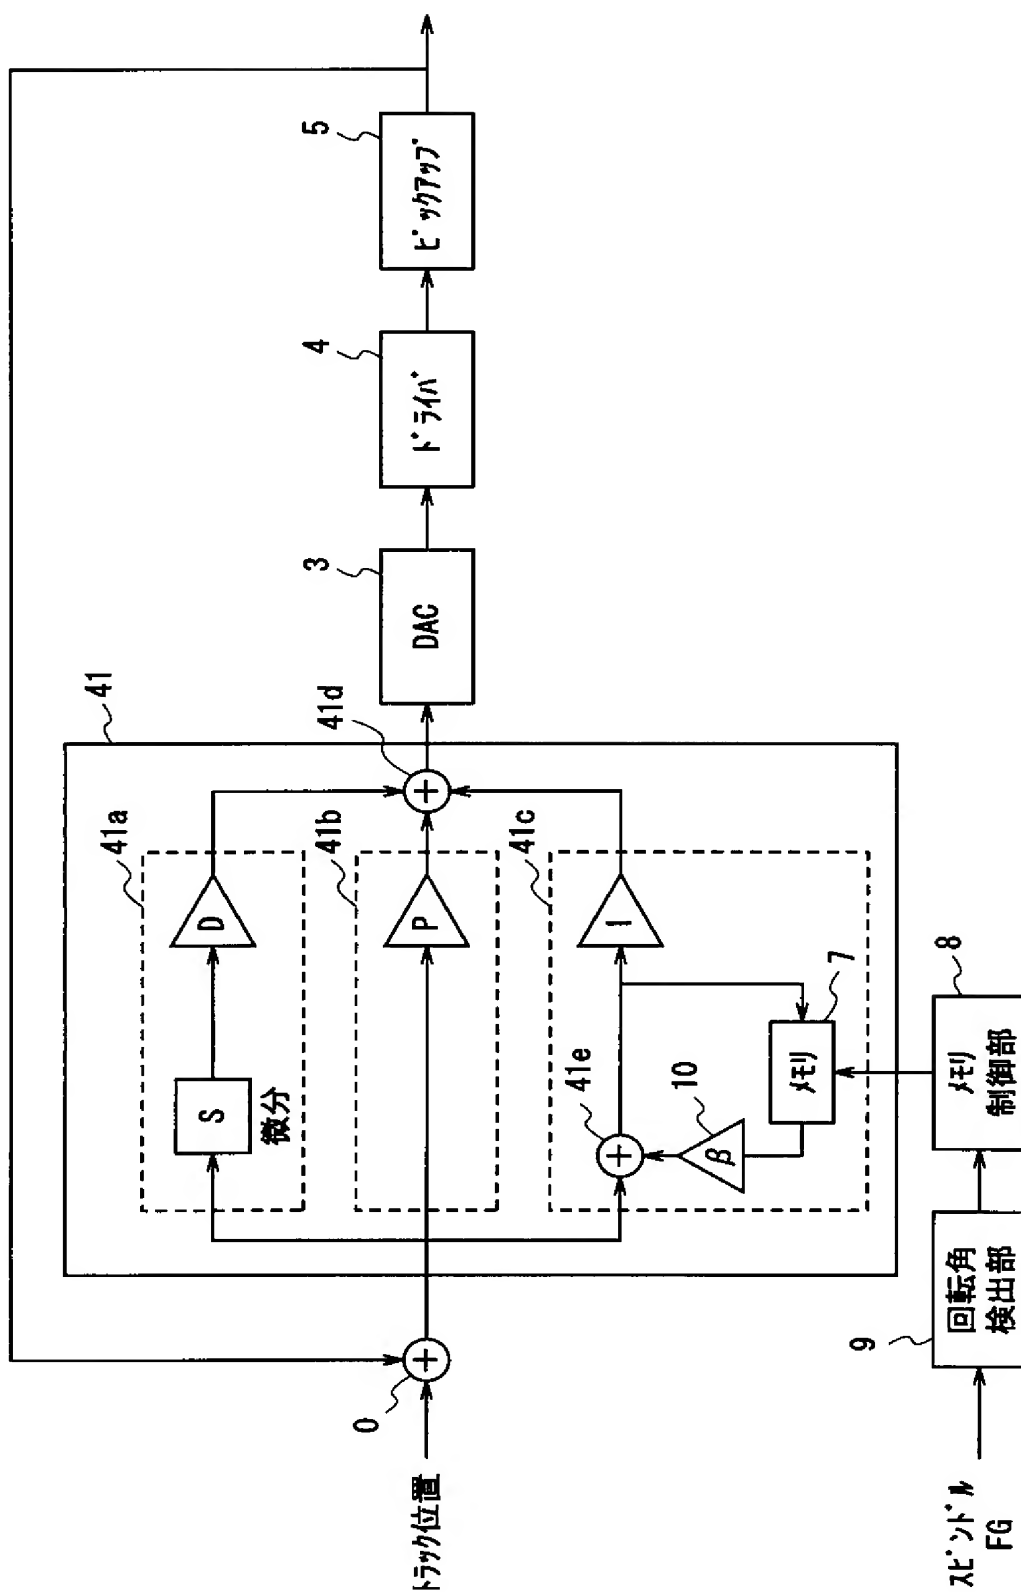 トラック位置
0
41
41a
S
微分
D
41b
P
41c
41e
I
10
β
7
メモリ
41d
3
DAC
4
ドライバ
5
ピックアップ
スピンドル
FG
9
回転角
検出部
8
メモリ
制御部